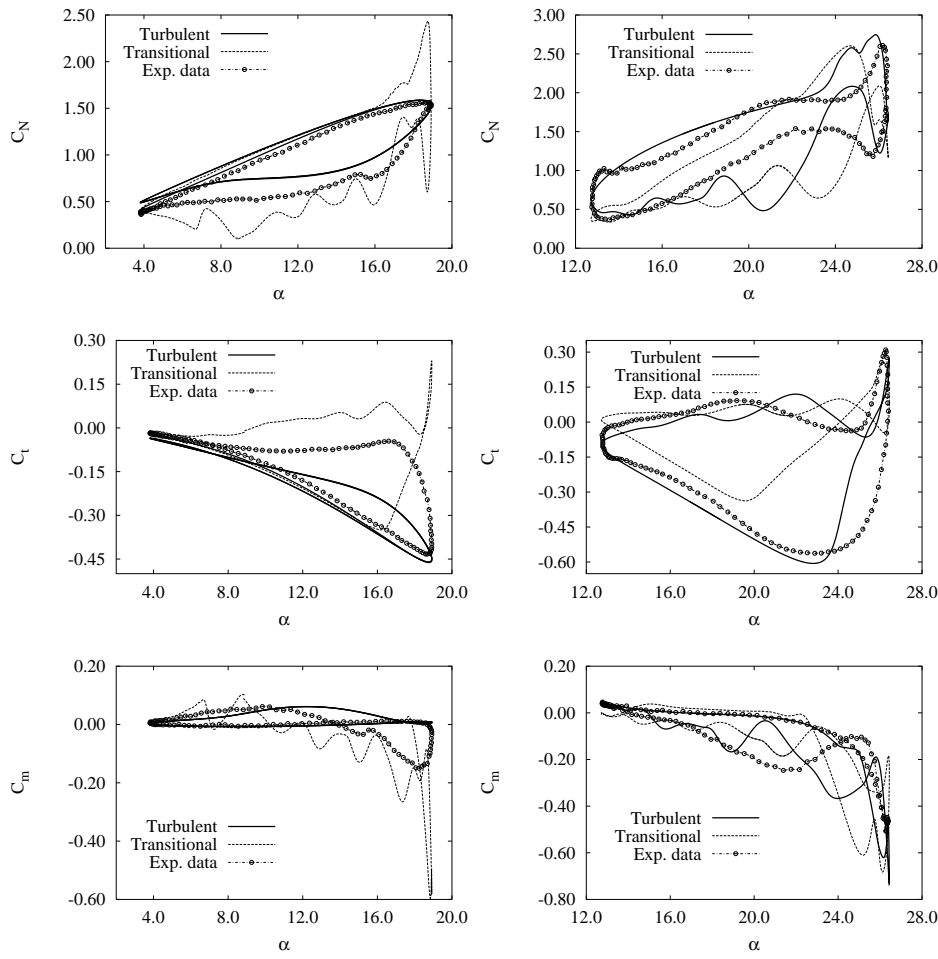 2.50
2.00
1.50
1.00
0.50
0.00
C_N
Turbulent
Transitional
Exp. data
4.0 8.0 12.0 16.0 20.0
α
3.00
2.50
2.00
1.50
1.00
0.50
0.00
C_N
Turbulent
Transitional
Exp. data
12.0 16.0 20.0 24.0 28.0
α
0.30
0.15
0.00
-0.15
-0.30
-0.45
C_t
Turbulent
Transitional
Exp. data
4.0 8.0 12.0 16.0 20.0
α
0.30
0.15
0.00
-0.15
-0.30
-0.45
-0.60
C_t
Turbulent
Transitional
Exp. data
12.0 16.0 20.0 24.0 28.0
α
0.20
0.00
-0.20
-0.40
-0.60
C_m
Turbulent
Transitional
Exp. data
4.0 8.0 12.0 16.0 20.0
α
0.20
0.00
-0.20
-0.40
-0.60
-0.80
C_m
Turbulent
Transitional
Exp. data
12.0 16.0 20.0 24.0 28.0
α